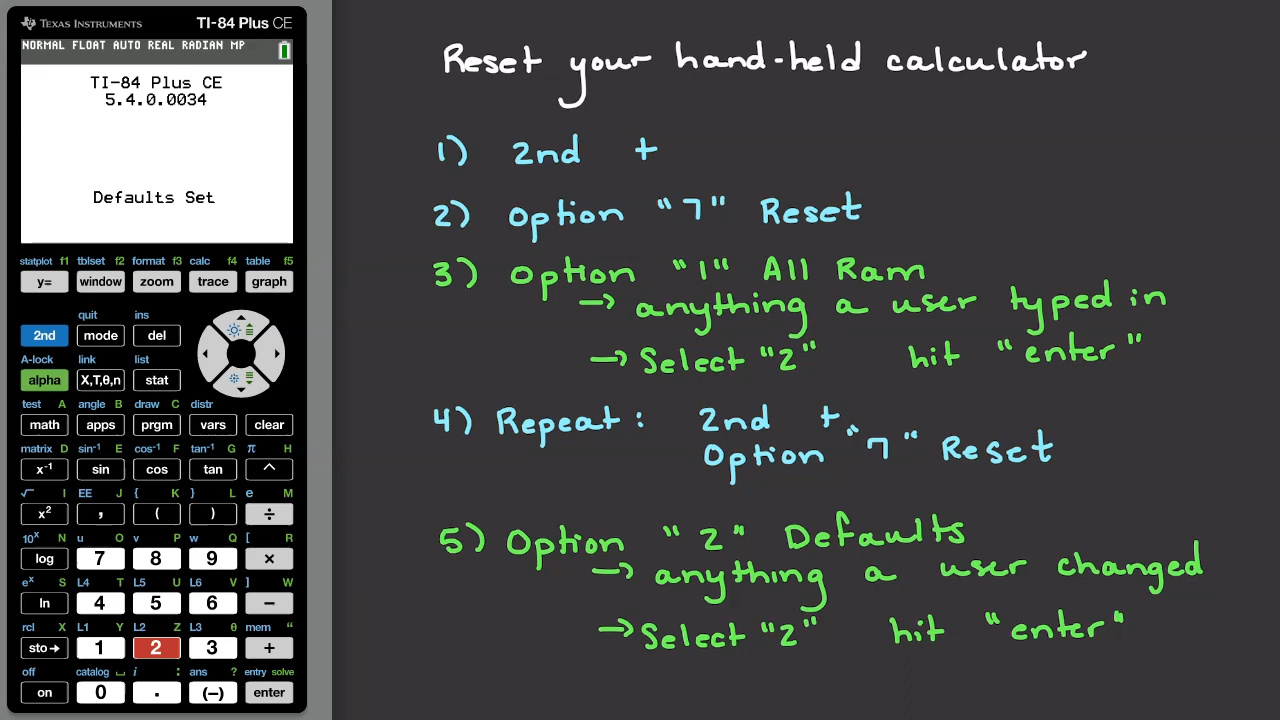 TEXAS INSTRUMENTS TI-84 Plus CE
NORMAL FLOAT AUTO REAL RADIAN MP
TI-84 Plus CE
5.4.0.0034
Defaults Set
statplot f1 tblset f2 format f3 calc f4 table f5
y= window zoom trace graph
quit ins
2nd mode del
A-lock link list
alpha X,T,θ,n stat
test A angle B draw C distr
math apps prgm vars clear
matrix D sin⁻¹ E cos⁻¹ F tan⁻¹ G π H
x⁻¹ sin cos tan ^
√ I EE J { K } L e M
x² , ( ) ÷
10ˣ N u O v P w Q [ R
log 7 8 9 ×
eˣ S L4 T L5 U L6 V ] W
ln 4 5 6 −
rcl X L1 Y L2 Z L3 θ mem “
sto→ 1 2 3 +
off catalog ⎵ i : ans ? entry solve
on 0 . (−) enter
Reset your hand-held calculator
1) 2nd +
2) Option "7" Reset
3) Option "1" All Ram
→ anything a user typed in
→ Select "2" hit "enter"
4) Repeat: 2nd +
Option "7" Reset
5) Option "2" Defaults
→ anything a user changed
→ Select "2" hit "enter"